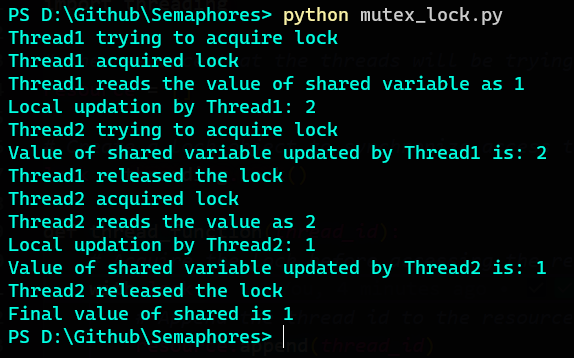 PS D:\Github\Semaphores> python mutex_lock.py
Thread1 trying to acquire lock
Thread1 acquired lock
Thread1 reads the value of shared variable as 1
Local updation by Thread1: 2
Thread2 trying to acquire lock
Value of shared variable updated by Thread1 is: 2
Thread1 released the lock
Thread2 acquired lock
Thread2 reads the value as 2
Local updation by Thread2: 1
Value of shared variable updated by Thread2 is: 1
Thread2 released the lock
Final value of shared is 1
PS D:\Github\Semaphores>